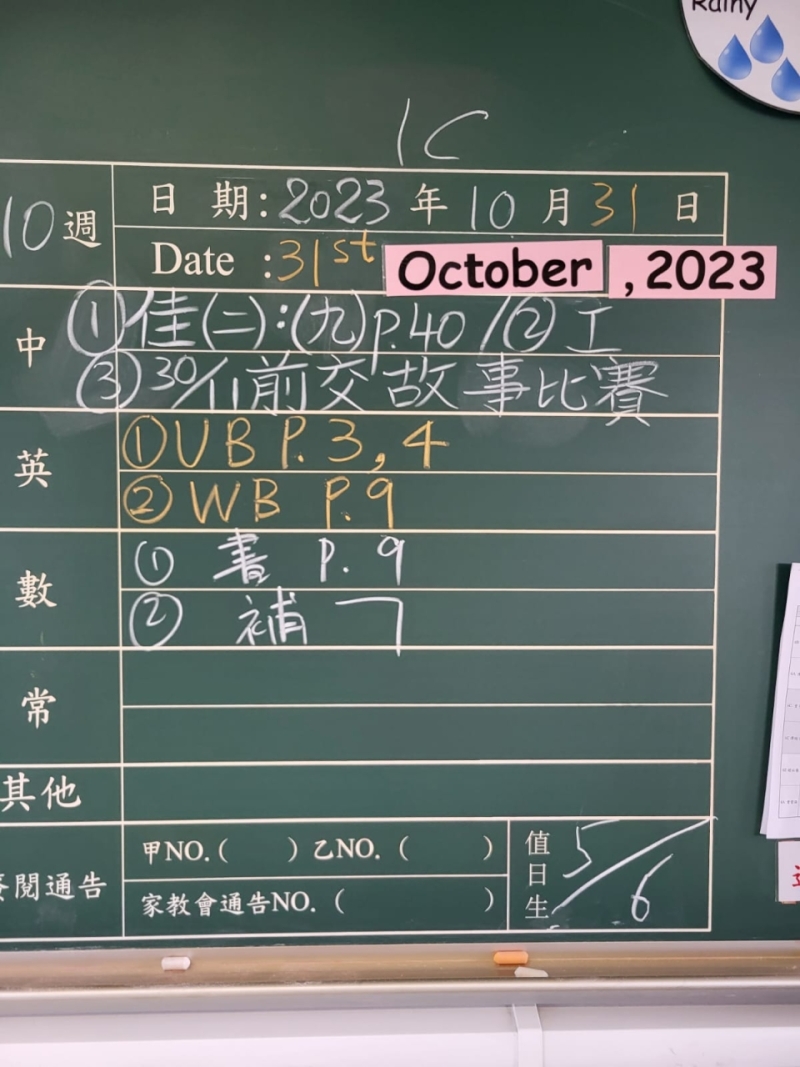 Rainy
1C
10週
日 期: 2023 年 10 月 31 日
Date : 31st October , 2023
中
①佳(二):(九)p.40 /② 工
③30/11前交故事比賽
英
①UB P.3,4
②WB P.9
數
① 書 P.9
② 補 7
常
其他
閱通告
甲NO.( ) 乙NO. ( )
家教會通告NO. ( )
值日生
5/6